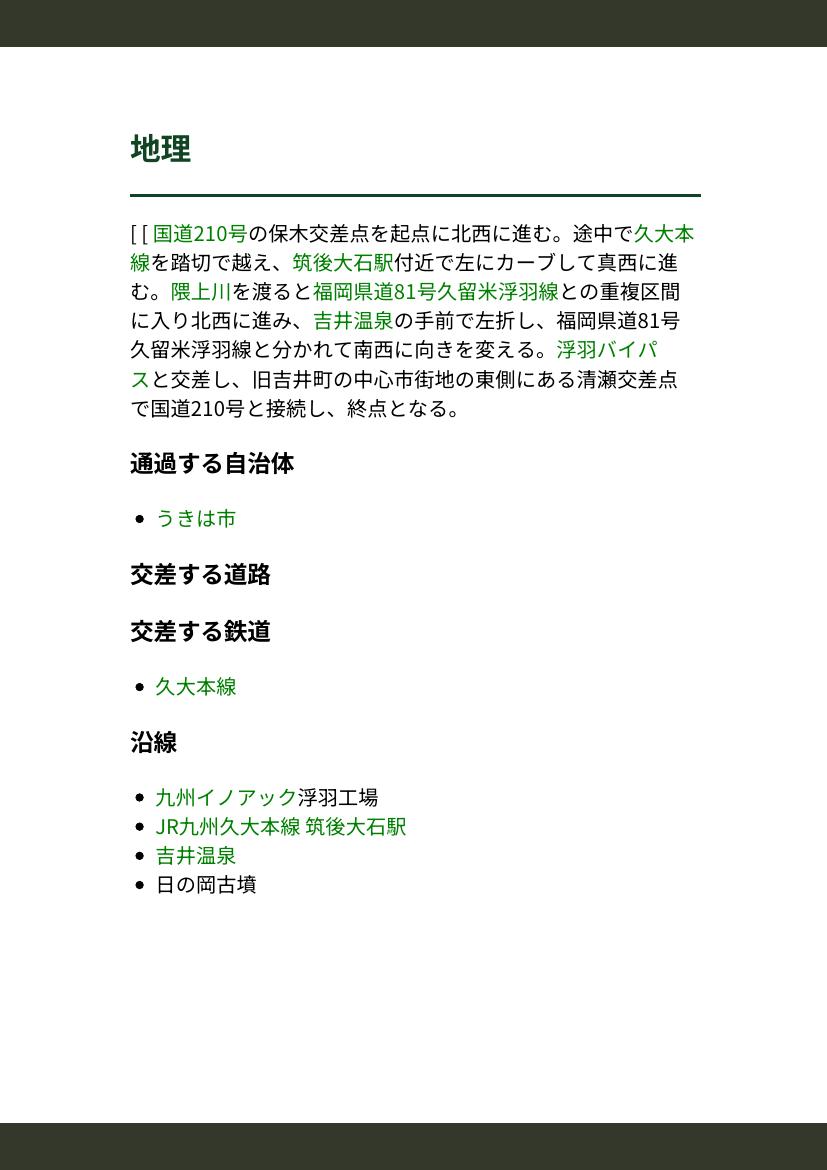 地理
[ [ 国道210号の保木交差点を起点に北西に進む。途中で久大本
線を踏切で越え、筑後大石駅付近で左にカーブして真西に進
む。隈上川を渡ると福岡県道81号久留米浮羽線との重複区間
に入り北西に進み、吉井温泉の手前で左折し、福岡県道81号
久留米浮羽線と分かれて南西に向きを変える。浮羽バイパ
スと交差し、旧吉井町の中心市街地の東側にある清瀬交差点
で国道210号と接続し、終点となる。
通過する自治体
• うきは市
交差する道路
交差する鉄道
• 久大本線
沿線
• 九州イノアック浮羽工場
• JR九州久大本線 筑後大石駅
• 吉井温泉
• 日の岡古墳